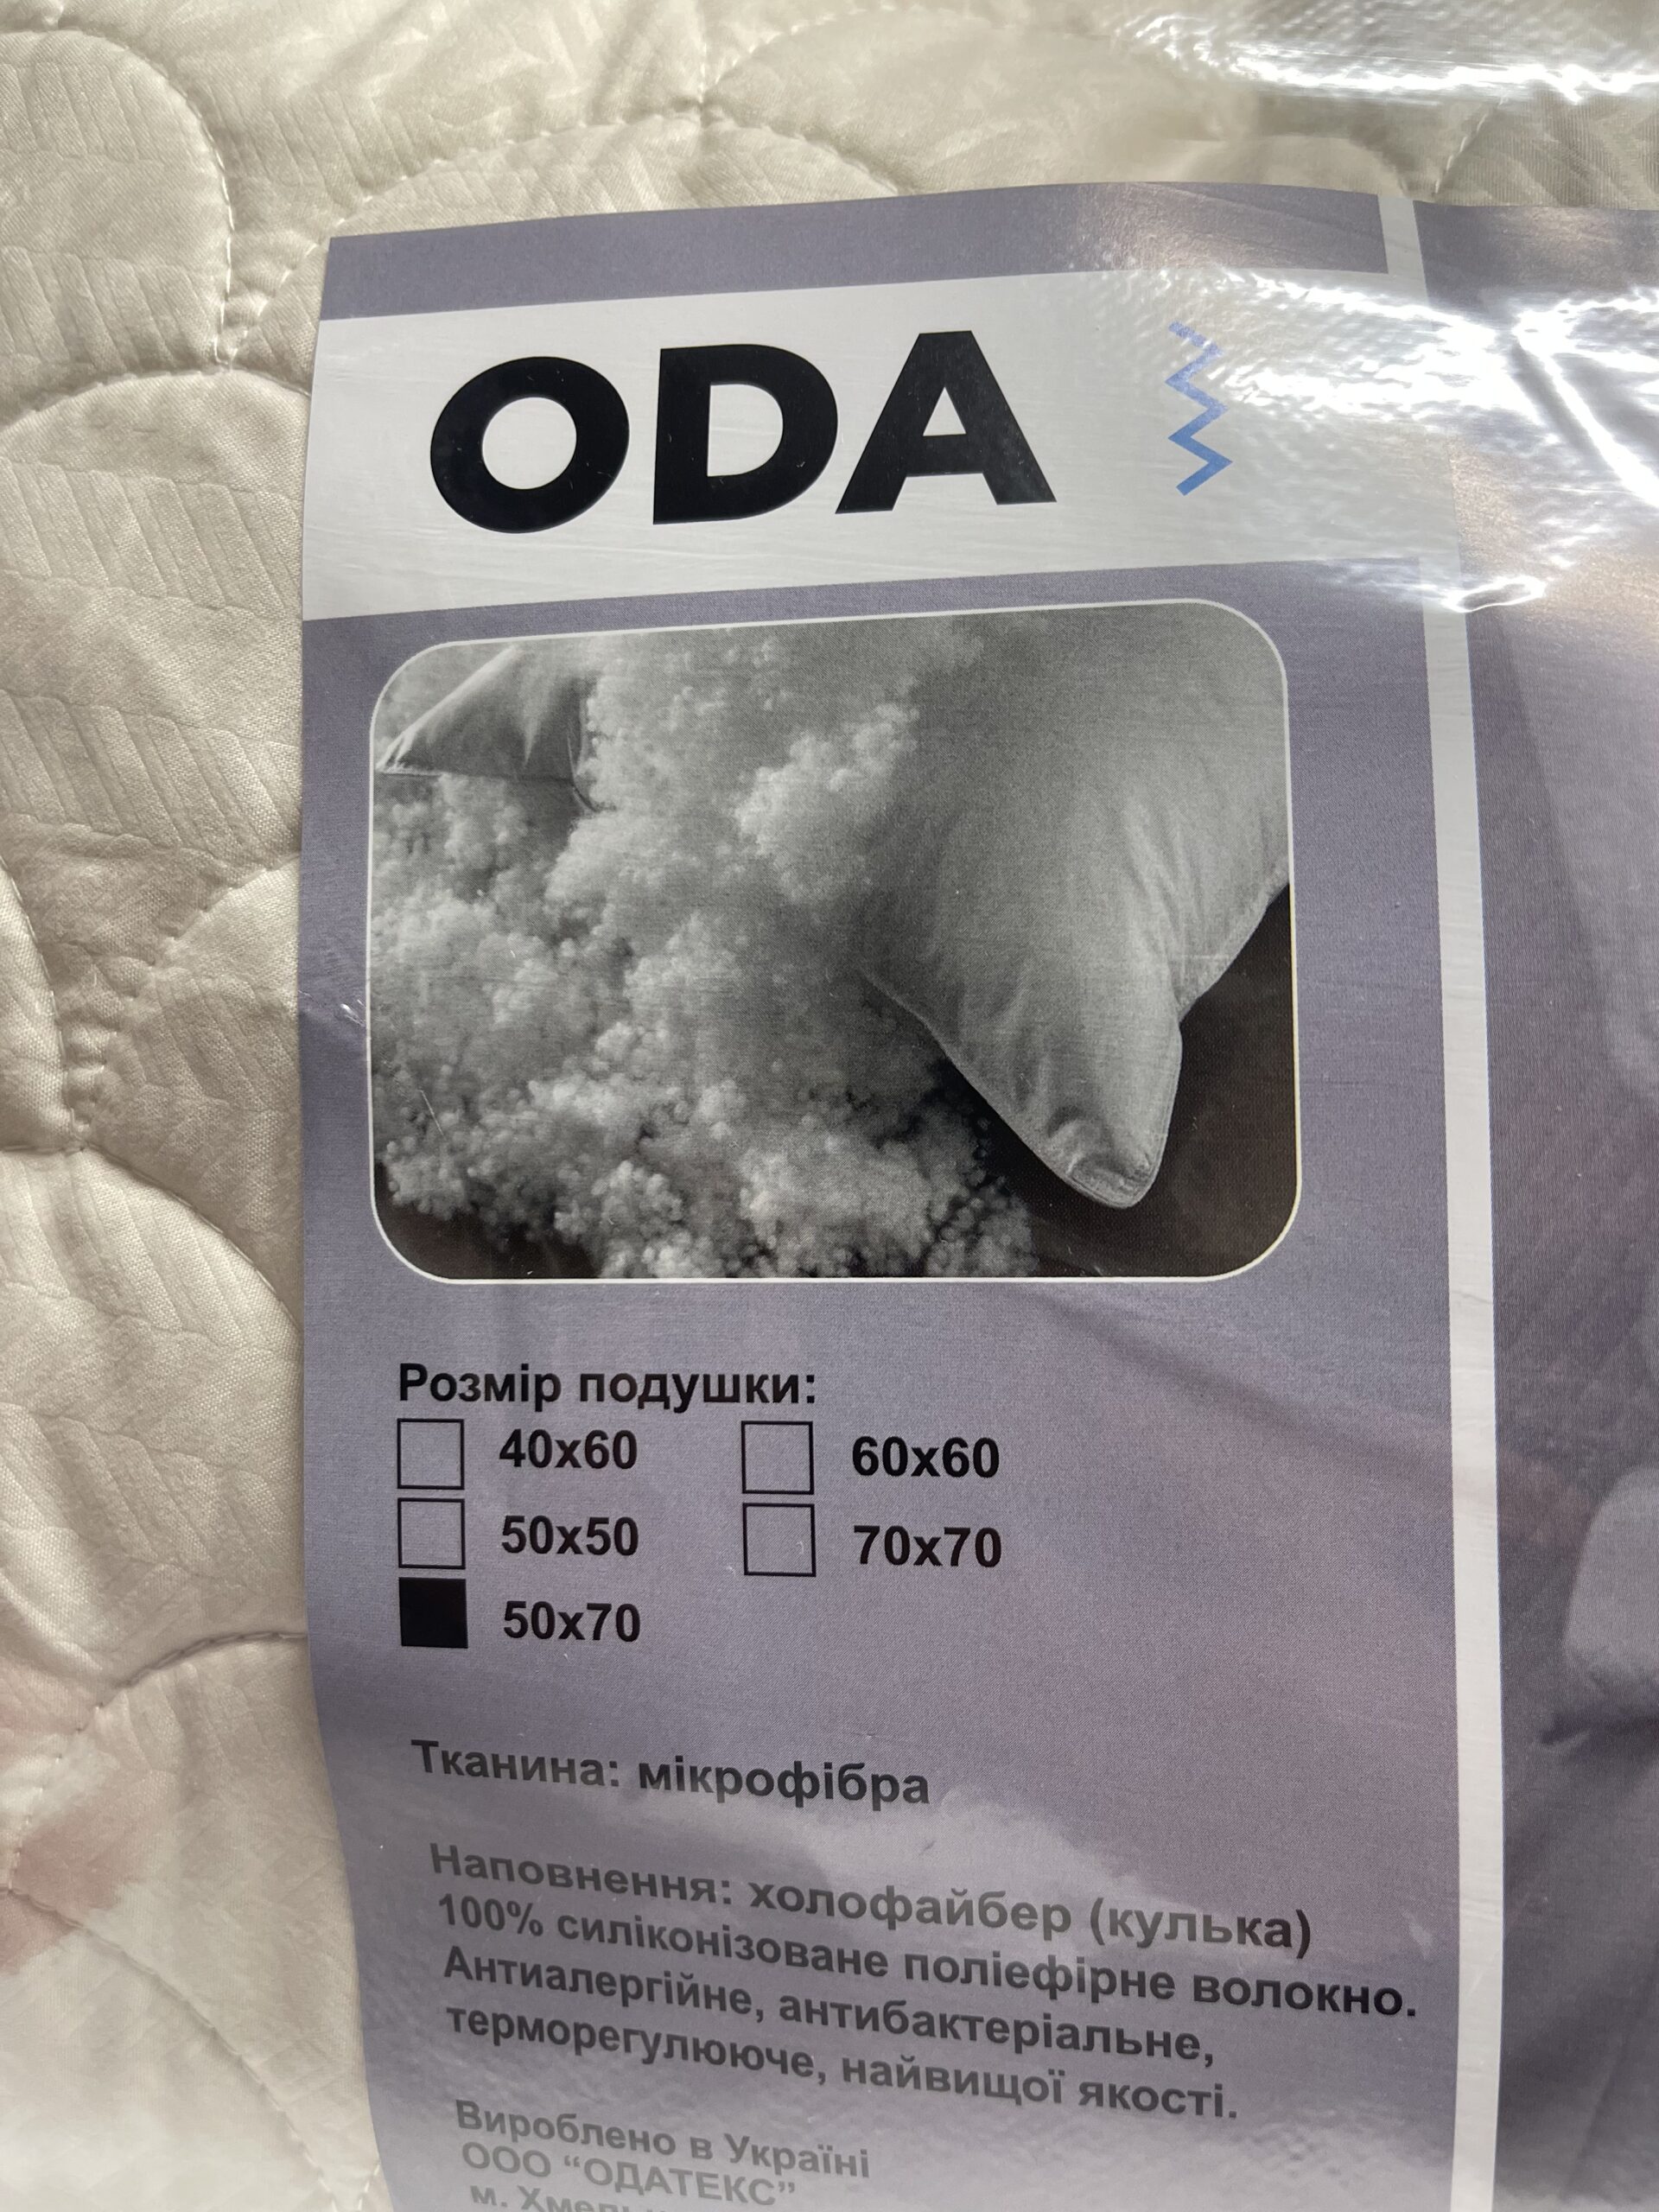 ODA
Розмір подушки:
40x60
50x50
50x70
60x60
70x70
Тканина: мікрофібра
Наповнення: холофайбер (кулька)
100% силіконізоване поліефірне волокно.
Антиалергійне, антибактеріальне,
терморегулююче, найвищої якості.
Вироблено в Україні
ООО “ОДАТЕКС”
м.